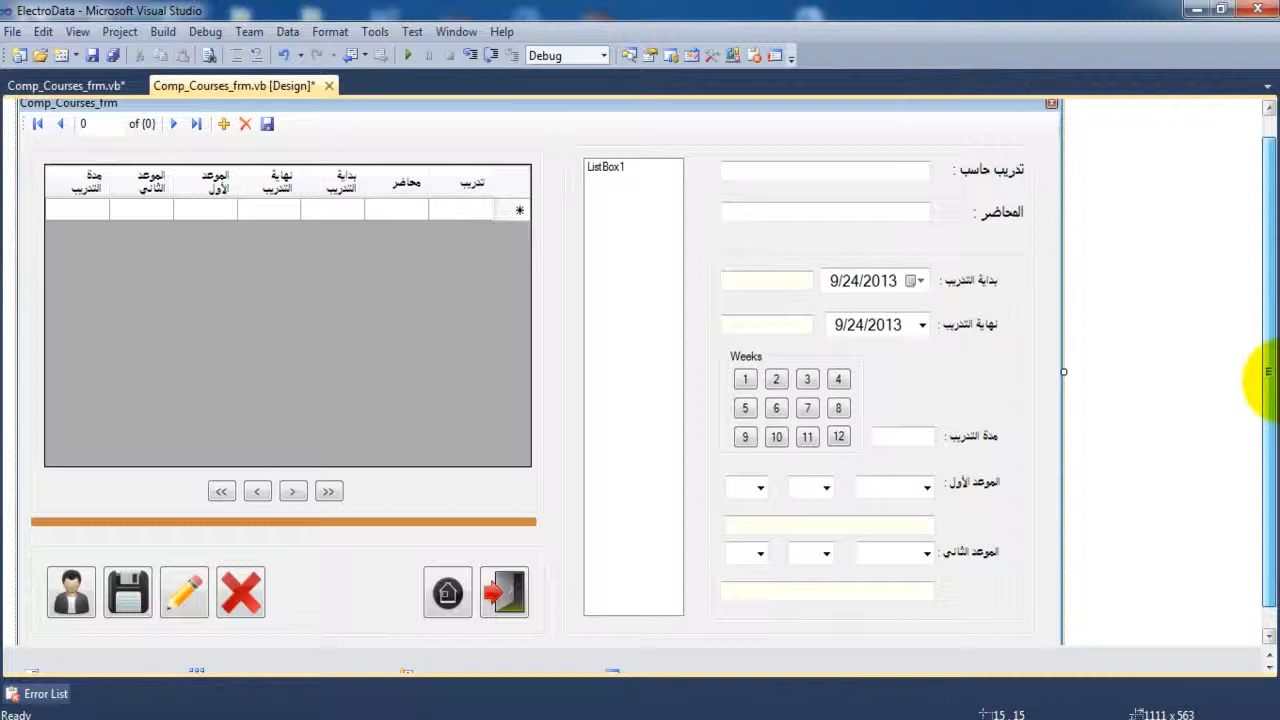 ElectroData - Microsoft Visual Studio
File Edit View Project Build Debug Team Data Format Tools Test Window Help
Debug
Comp_Courses_frm.vb* Comp_Courses_frm.vb [Design]*
Comp_Courses_frm
0 of {0}
تدريب
محاضر
بداية التدريب
نهاية التدريب
الموعد الأول
الموعد الثاني
مدة التدريب
ListBox1
تدريب حاسب :
المحاضر :
بداية التدريب :
9/24/2013
نهاية التدريب :
9/24/2013
Weeks
1 2 3 4
5 6 7 8
9 10 11 12
مدة التدريب :
الموعد الأول :
الموعد الثاني :
<< < > >>
Error List
Ready 15 , 15 1111 x 563